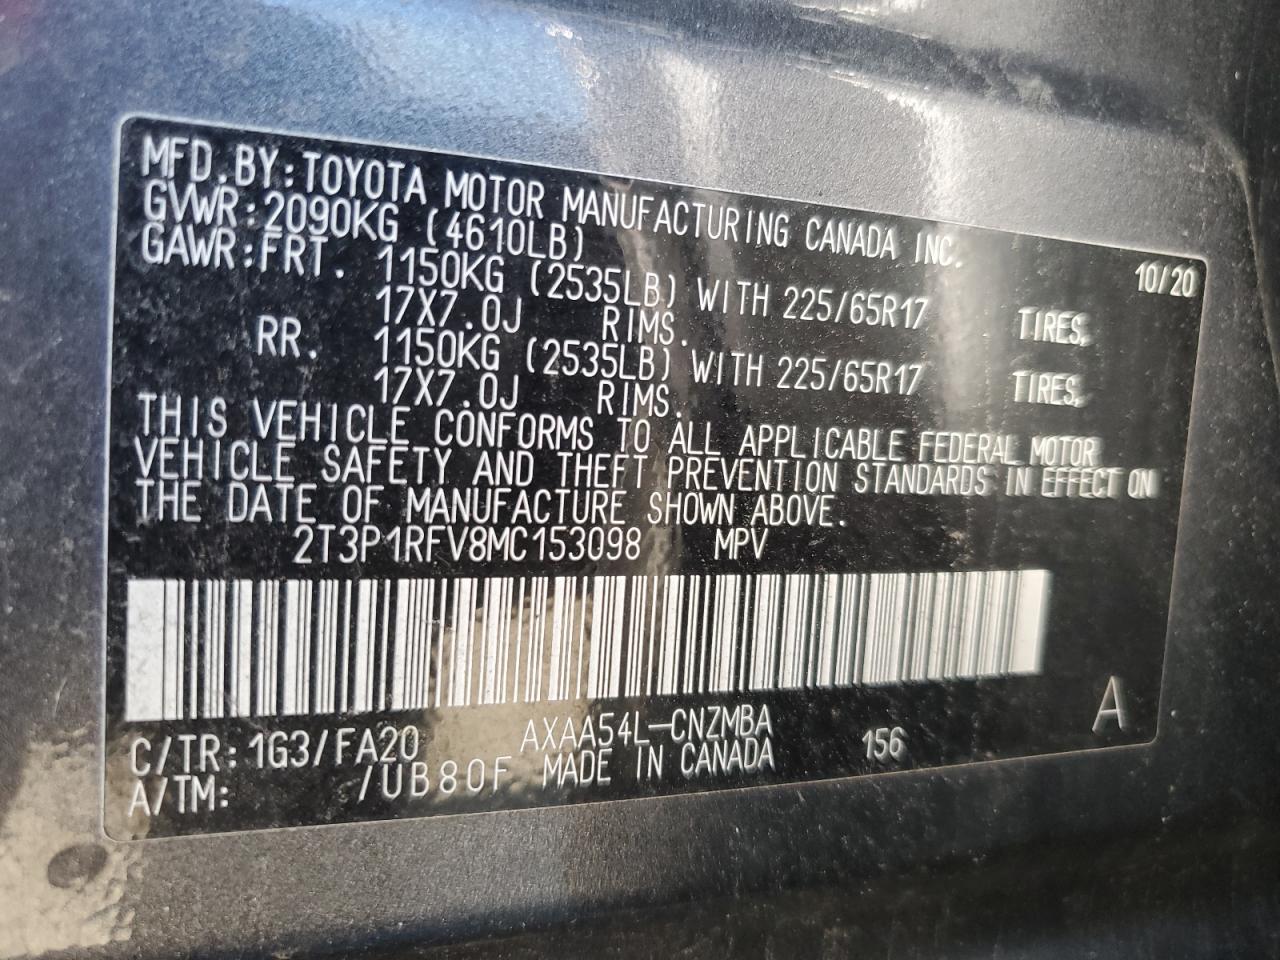 MFD.BY:TOYOTA MOTOR MANUFACTURING CANADA INC.
GVWR:2090KG (4610LB) 10/20
GAWR:FRT. 1150KG (2535LB) WITH 225/65R17 TIRES,
17X7.0J RIMS.
RR. 1150KG (2535LB) WITH 225/65R17 TIRES,
17X7.0J RIMS.
THIS VEHICLE CONFORMS TO ALL APPLICABLE FEDERAL MOTOR
VEHICLE SAFETY AND THEFT PREVENTION STANDARDS IN EFFECT ON
THE DATE OF MANUFACTURE SHOWN ABOVE.
2T3P1RFV8MC153098 MPV
C/TR:1G3/FA20 AXAA54L-CNZMBA 156 A
A/TM: /UB80F MADE IN CANADA